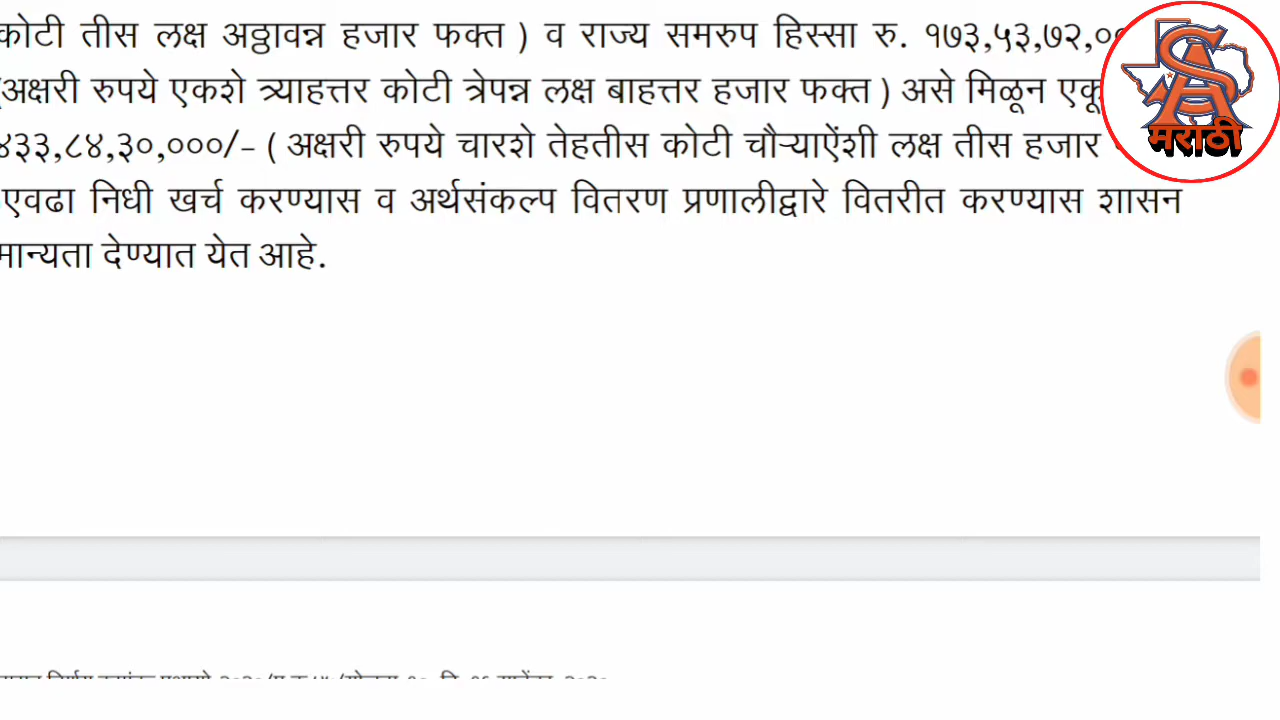 कोटी तीस लक्ष अठ्ठावन्न हजार फक्त ) व राज्य समरुप हिस्सा रु. १७३,५३,७२,००
(अक्षरी रुपये एकशे त्र्याहत्तर कोटी त्रेपन्न लक्ष बाहत्तर हजार फक्त ) असे मिळून एकू
४३३,८४,३०,०००/- ( अक्षरी रुपये चारशे तेहतीस कोटी चौऱ्याऐंशी लक्ष तीस हजार
एवढा निधी खर्च करण्यास व अर्थसंकल्प वितरण प्रणालीद्वारे वितरीत करण्यास शासन
मान्यता देण्यात येत आहे.
SA
मराठी